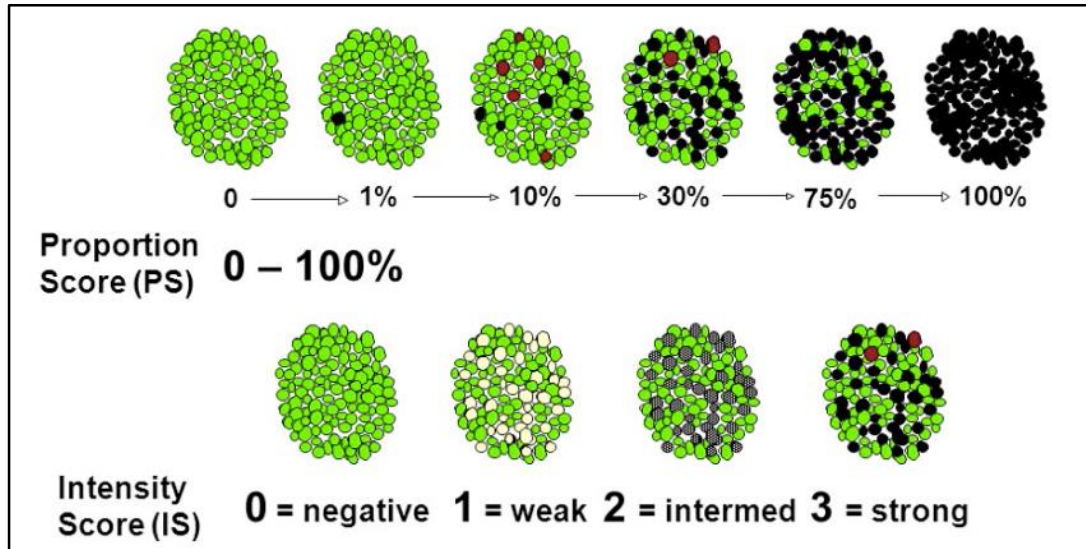 0 1% 10% 30% 75% 100%
Proportion
Score (PS)
0 – 100%
Intensity
Score (IS)
0 = negative 1 = weak 2 = intermed 3 = strong